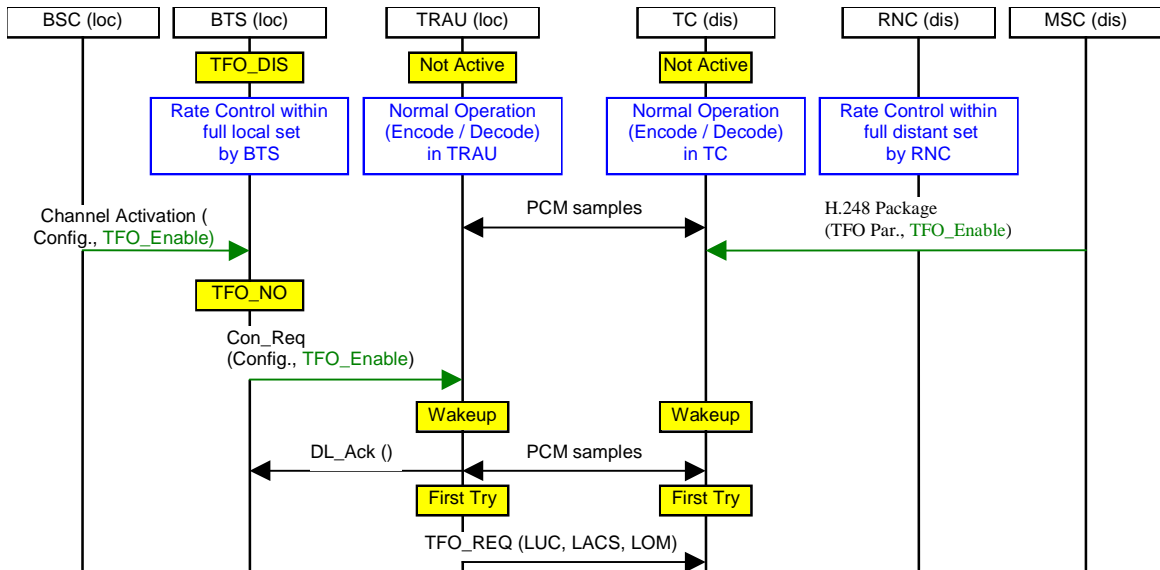 BSC (loc)
BTS (loc)
TRAU (loc)
TC (dis)
RNC (dis)
MSC (dis)
TFO_DIS
Not Active
Not Active
Rate Control within
full local set
by BTS
Normal Operation
(Encode / Decode)
in TRAU
Normal Operation
(Encode / Decode)
in TC
Rate Control within
full distant set
by RNC
Channel Activation (
Config., TFO_Enable)
PCM samples
H.248 Package
(TFO Par., TFO_Enable)
TFO_NO
Con_Req
(Config., TFO_Enable)
Wakeup
Wakeup
DL_Ack ()
PCM samples
First Try
First Try
TFO_REQ (LUC, LACS, LOM)